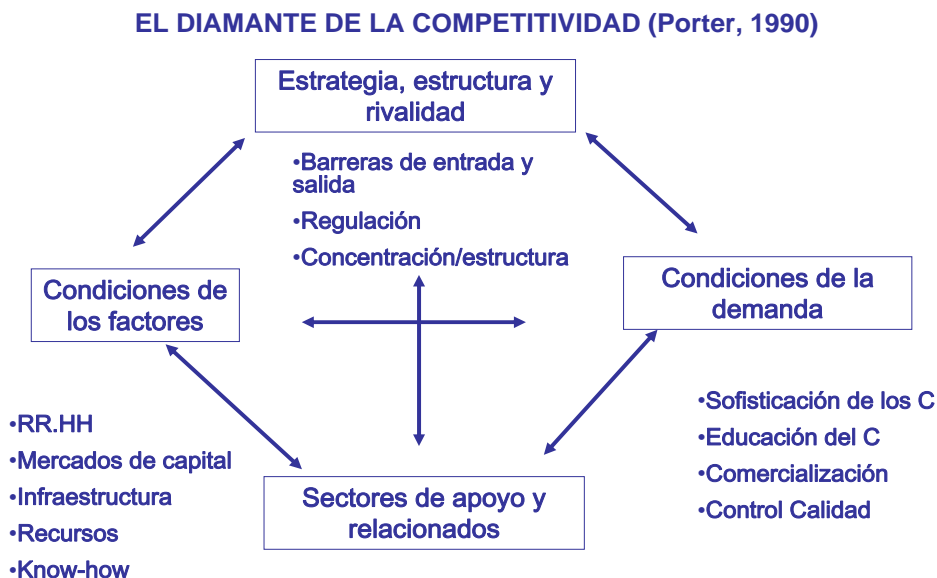 EL DIAMANTE DE LA COMPETITIVIDAD (Porter, 1990)
Estrategia, estructura y
rivalidad
•Barreras de entrada y
salida
•Regulación
•Concentración/estructura
Condiciones de
los factores
Condiciones de la
demanda
•RR.HH
•Mercados de capital
•Infraestructura
•Recursos
•Know-how
•Sofisticación de los C
•Educación del C
•Comercialización
•Control Calidad
Sectores de apoyo y
relacionados